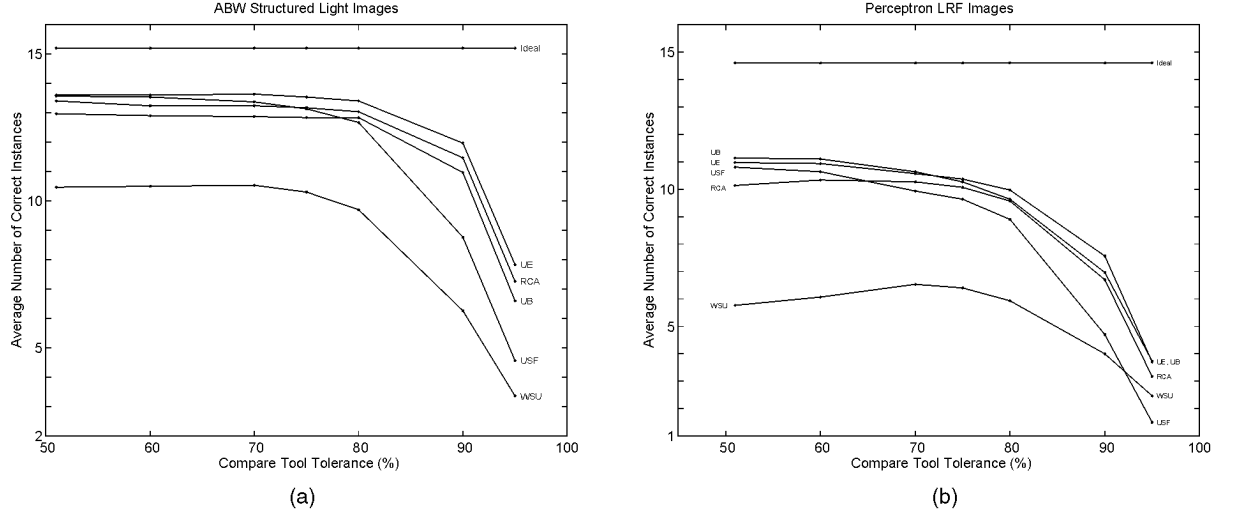 ABW Structured Light Images
15
10
5
2
Average Number of Correct Instances
Ideal
UE
RCA
UB
USF
WSU
50 60 70 80 90 100
Compare Tool Tolerance (%)
(a)
Perceptron LRF Images
15
10
5
1
Average Number of Correct Instances
Ideal
UB
UE
USF
RCA
WSU
UE, UB
RCA
WSU
USF
50 60 70 80 90 100
Compare Tool Tolerance (%)
(b)